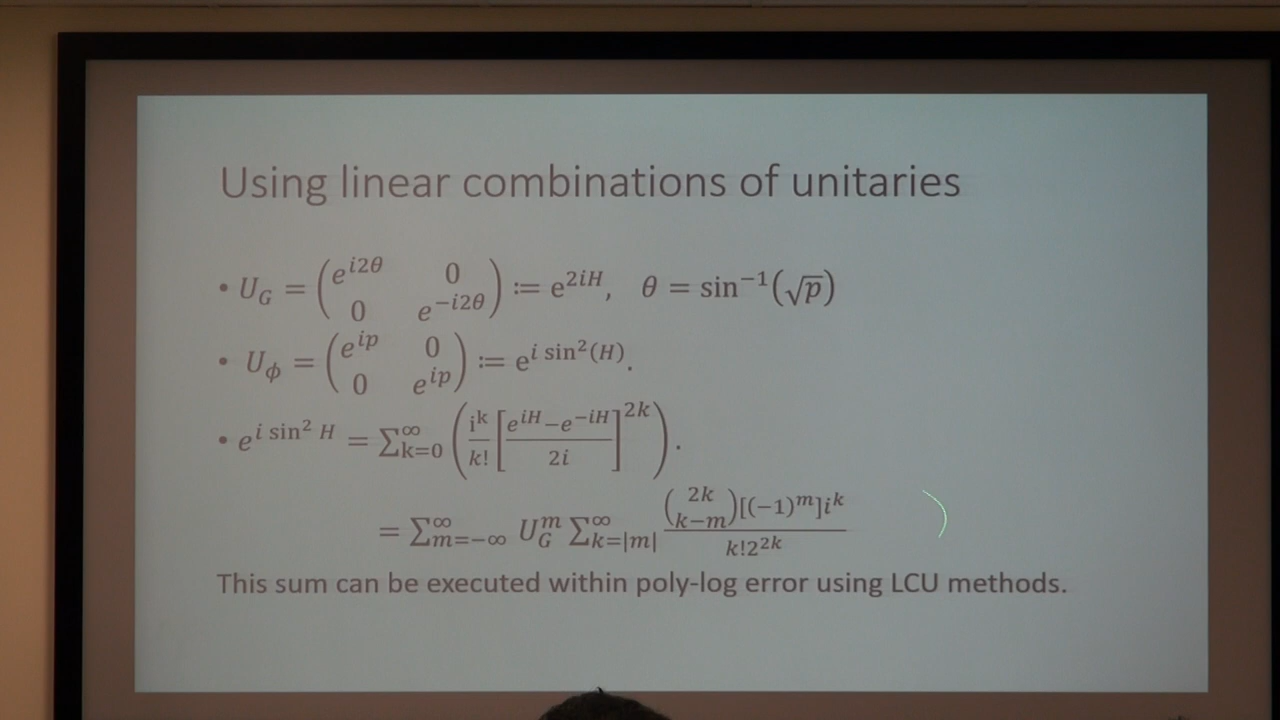 Using linear combinations of unitaries
• U_G = ( e^{i2θ} 0 ; 0 e^{-i2θ} ) := e^{2iH}, θ = sin^{-1}(√p)
• U_ϕ = ( e^{ip} 0 ; 0 e^{ip} ) := e^{i sin^2(H)}.
• e^{i sin^2 H} = ∑_{k=0}^{∞} ( i^k/k! [ (e^{iH} – e^{-iH})/2i ]^{2k} ).
= ∑_{m=-∞}^{∞} U_G^m ∑_{k=|m|}^{∞} (2k choose k-m)[(-1)^m]i^k / k!2^{2k}
This sum can be executed within poly-log error using LCU methods.